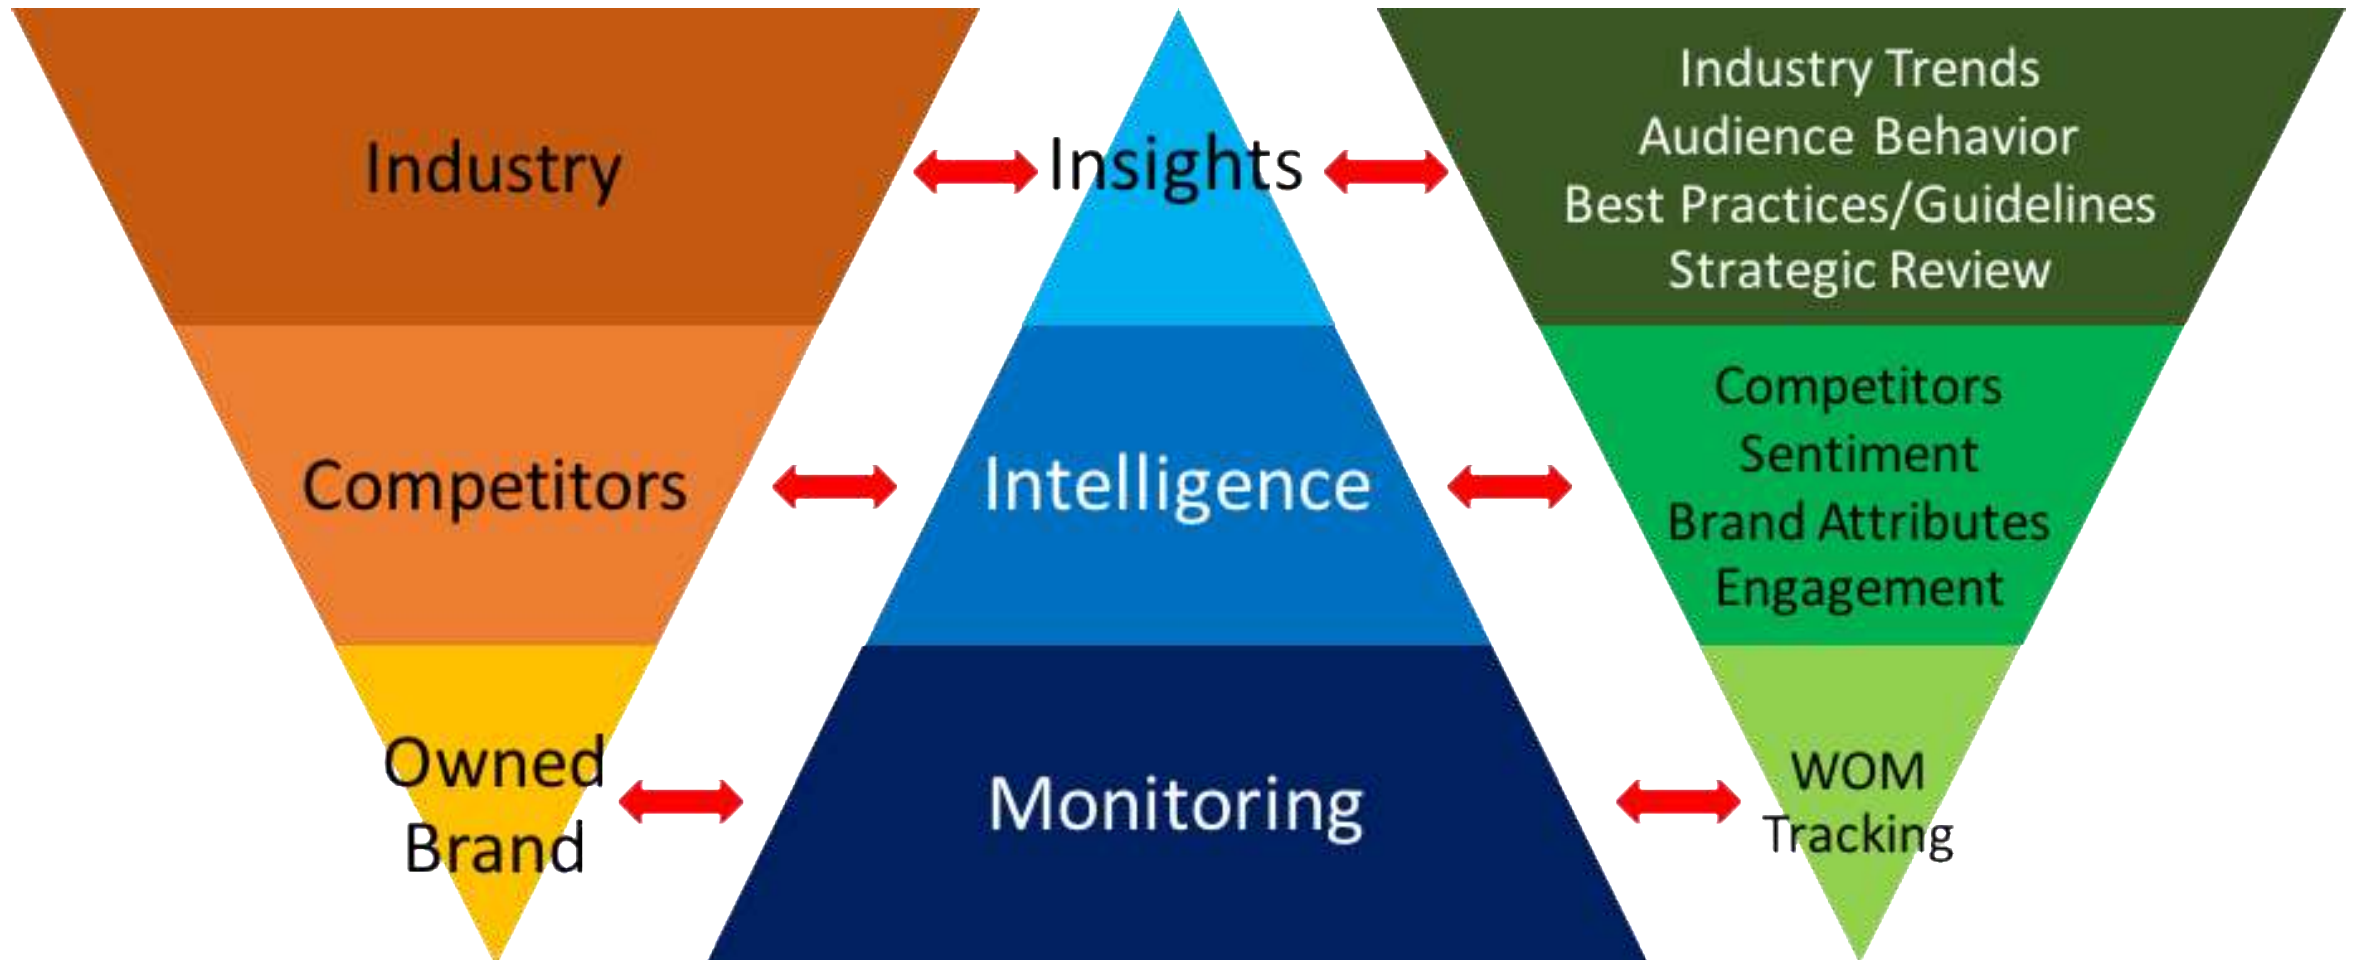 Industry
Competitors
Owned
Brand
Insights
Intelligence
Monitoring
Industry Trends
Audience Behavior
Best Practices/Guidelines
Strategic Review
Competitors
Sentiment
Brand Attributes
Engagement
WOM
Tracking